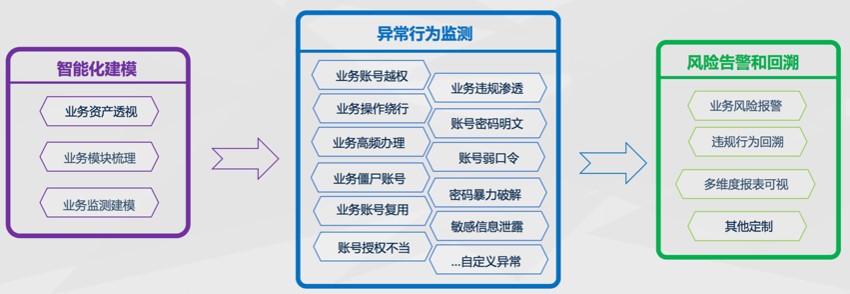 智能化建模
业务资产透视
业务模块梳理
业务监测建模
异常行为监测
业务账号越权
业务操作绕行
业务高频办理
业务僵尸账号
业务账号复用
账号授权不当
业务违规渗透
账号密码明文
账号弱口令
密码暴力破解
敏感信息泄露
...自定义异常
风险告警和回溯
业务风险报警
违规行为回溯
多维度报表可视
其他定制